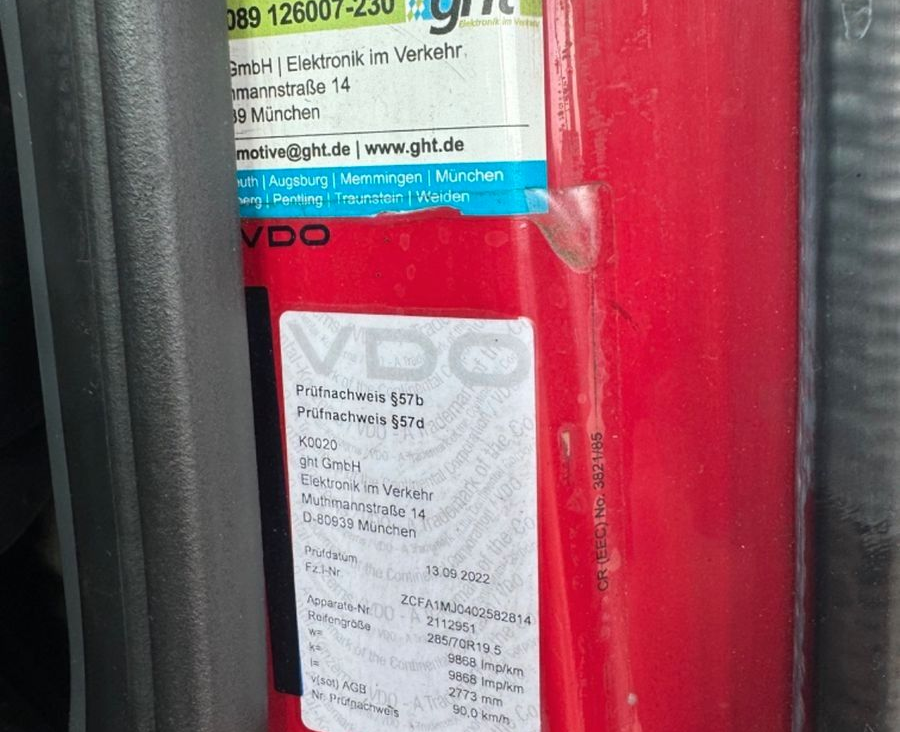 089 126007-230 ght
Elektronik im Verkehr
GmbH | Elektronik im Verkehr
mannstraße 14
39 München
motive@ght.de | www.ght.de
uth | Augsburg | Memmingen | München
berg | Pentling | Traunstein | Weiden
VDO
VDO
Prüfnachweis §57b
Prüfnachweis §57d
K0020
ght GmbH
Elektronik im Verkehr
Muthmannstraße 14
D-80939 München
Prüfdatum 13.09.2022
Fz.I-Nr. ZCFA1MJ0402582814
Apparate-Nr. 2112951
Reifengröße 285/70R19.5
w= 9868 Imp/km
k= 9868 Imp/km
l= 2773 mm
v(sot) AGB 90,0 km/h
Nr. Prüfnachweis
CR (EEC) No. 3821/85